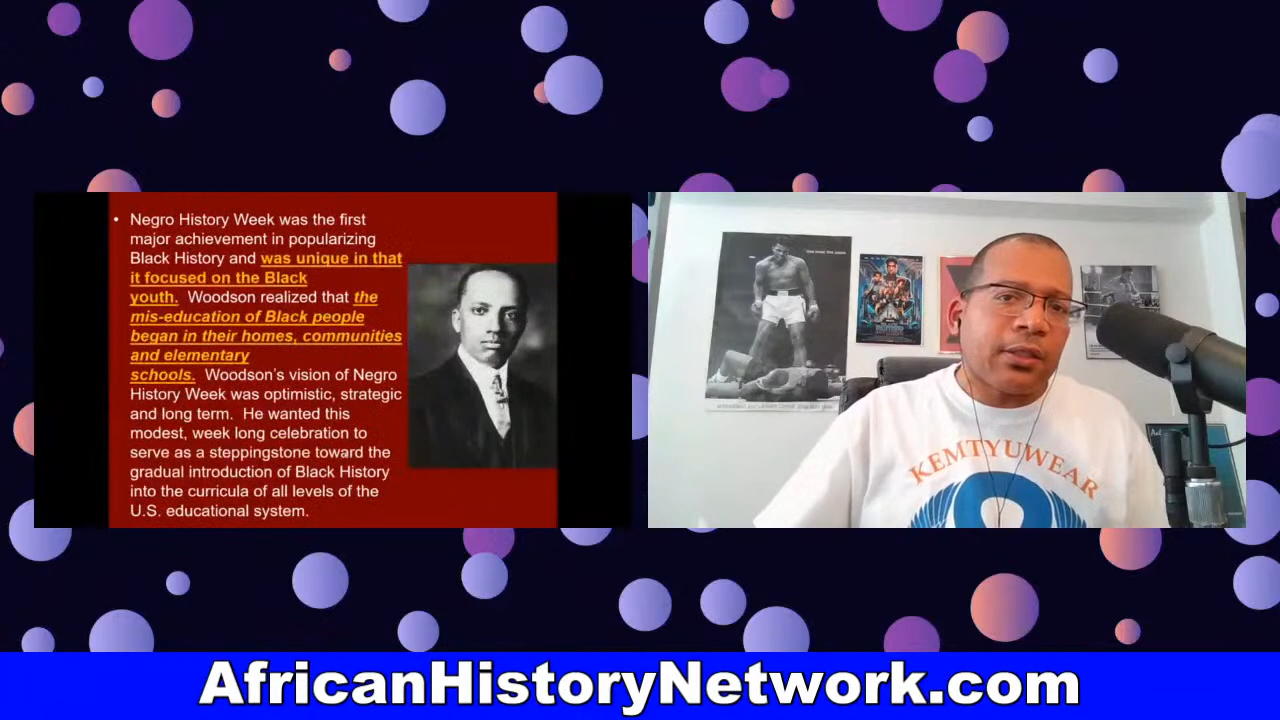 • Negro History Week was the first
major achievement in popularizing
Black History and was unique in that
it focused on the Black
youth. Woodson realized that the
mis-education of Black people
began in their homes, communities
and elementary
schools. Woodson's vision of Negro
History Week was optimistic, strategic
and long term. He wanted this
modest, week long celebration to
serve as a steppingstone toward the
gradual introduction of Black History
into the curricula of all levels of the
U.S. educational system.
KEMTYUWEAR
AfricanHistoryNetwork.com